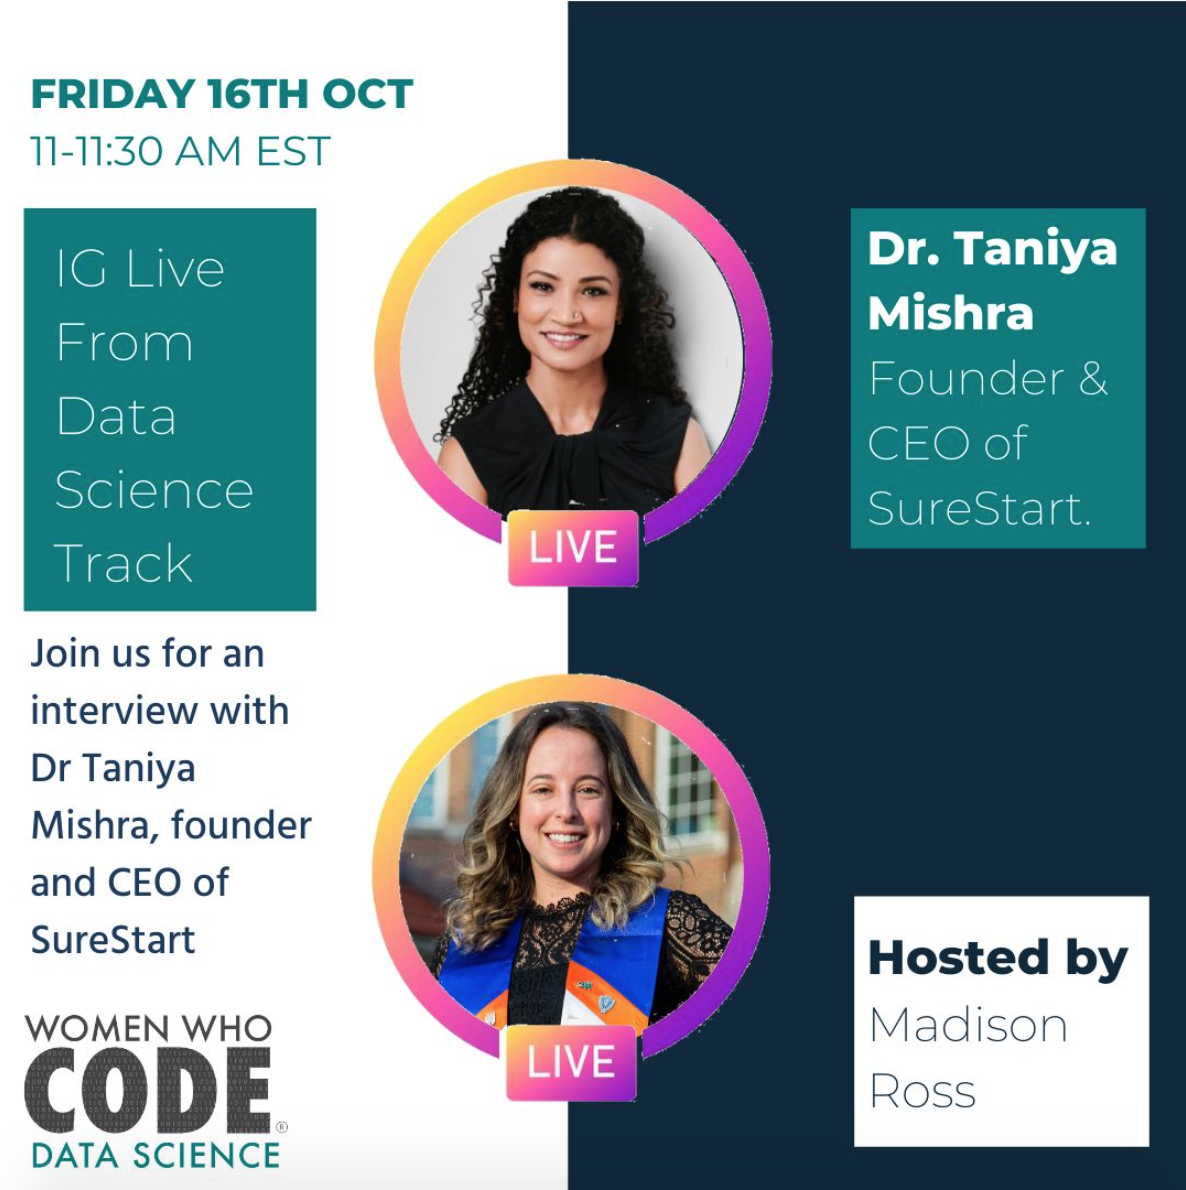 FRIDAY 16TH OCT
11-11:30 AM EST
IG Live
From
Data
Science
Track
Join us for an
interview with
Dr Taniya
Mishra, founder
and CEO of
SureStart
WOMEN WHO
CODE®
DATA SCIENCE
LIVE
Dr. Taniya
Mishra
Founder &
CEO of
SureStart.
LIVE
Hosted by
Madison
Ross